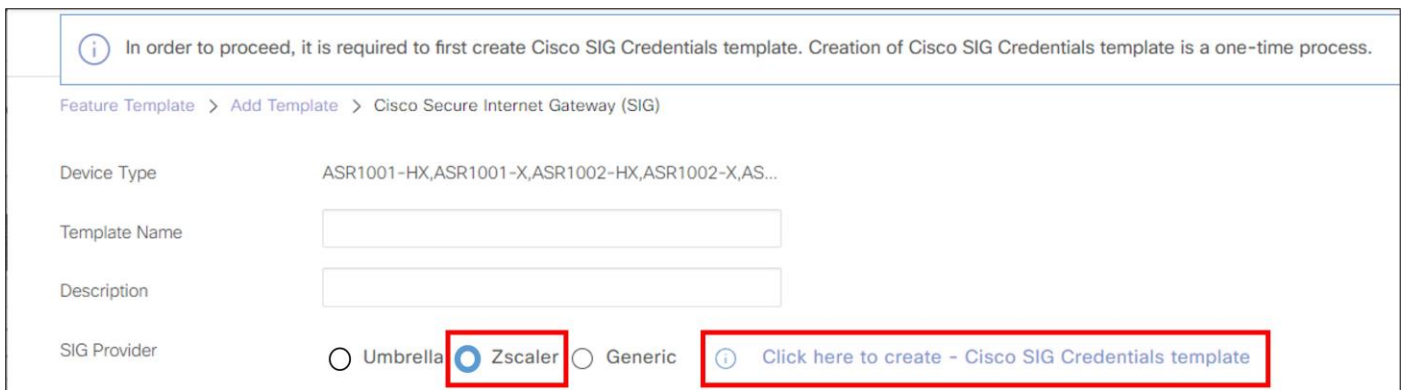 In order to proceed, it is required to first create Cisco SIG Credentials template. Creation of Cisco SIG Credentials template is a one-time process.
Feature Template > Add Template > Cisco Secure Internet Gateway (SIG)
Device Type ASR1001-HX,ASR1001-X,ASR1002-HX,ASR1002-X,AS...
Template Name
Description
SIG Provider Umbrella Zscaler Generic Click here to create - Cisco SIG Credentials template